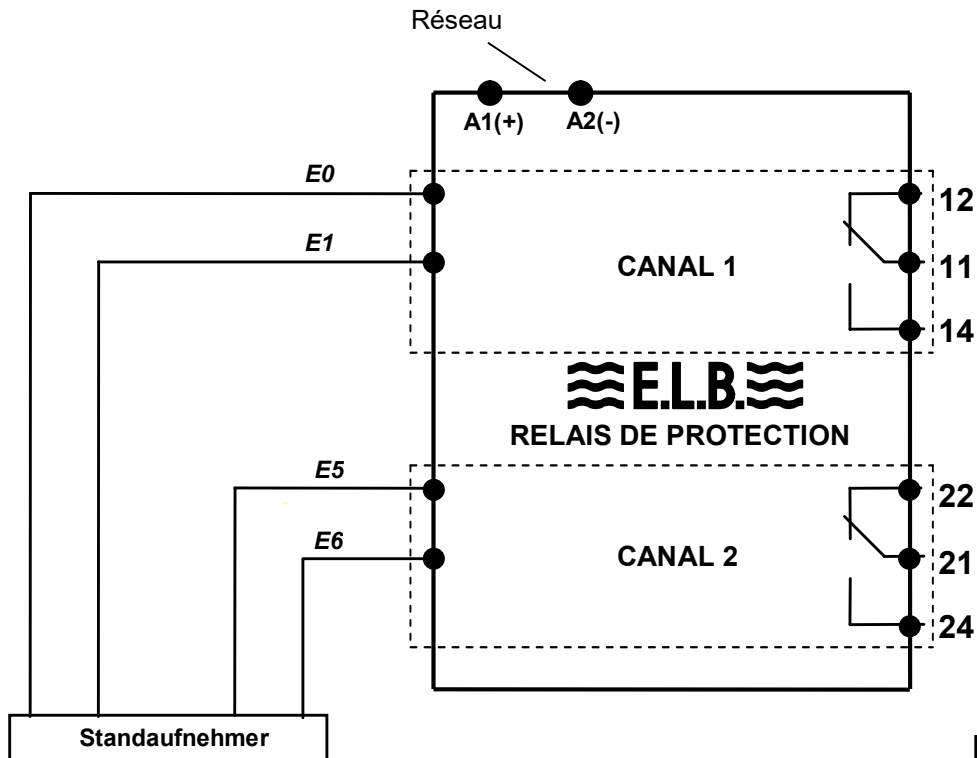 Réseau
A1(+) A2(-)
E0
12
E1
CANAL 1
11
14
E.L.B.
RELAIS DE PROTECTION
E5
22
E6
CANAL 2
21
24
Standaufnehmer